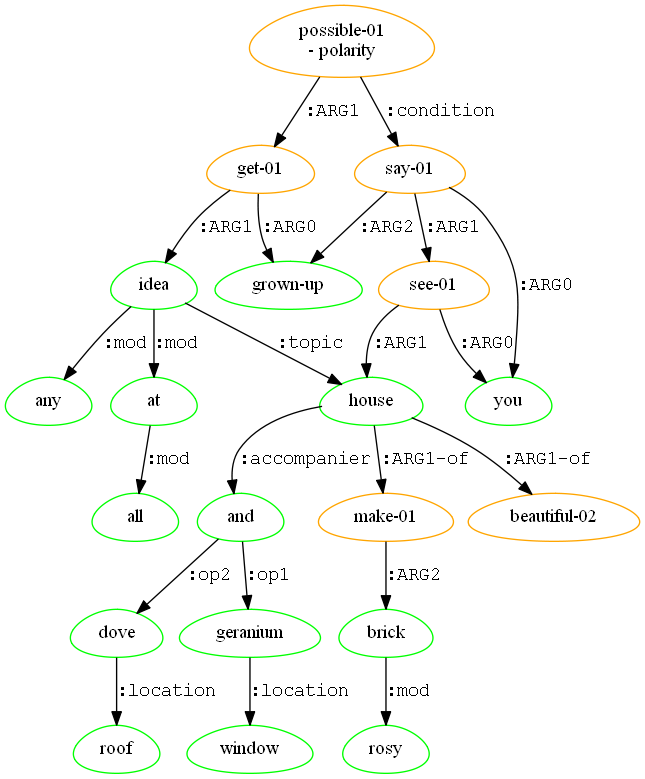 possible-01
- polarity
:ARG1
:condition
get-01
say-01
:ARG1
:ARG0
:ARG2
:ARG1
:ARG0
idea
grown-up
see-01
:mod
:mod
:topic
:ARG1
:ARG0
any
at
house
you
:mod
:accompanier
:ARG1-of
:ARG1-of
all
and
make-01
beautiful-02
:op2
:op1
:ARG2
dove
geranium
brick
:location
:location
:mod
roof
window
rosy